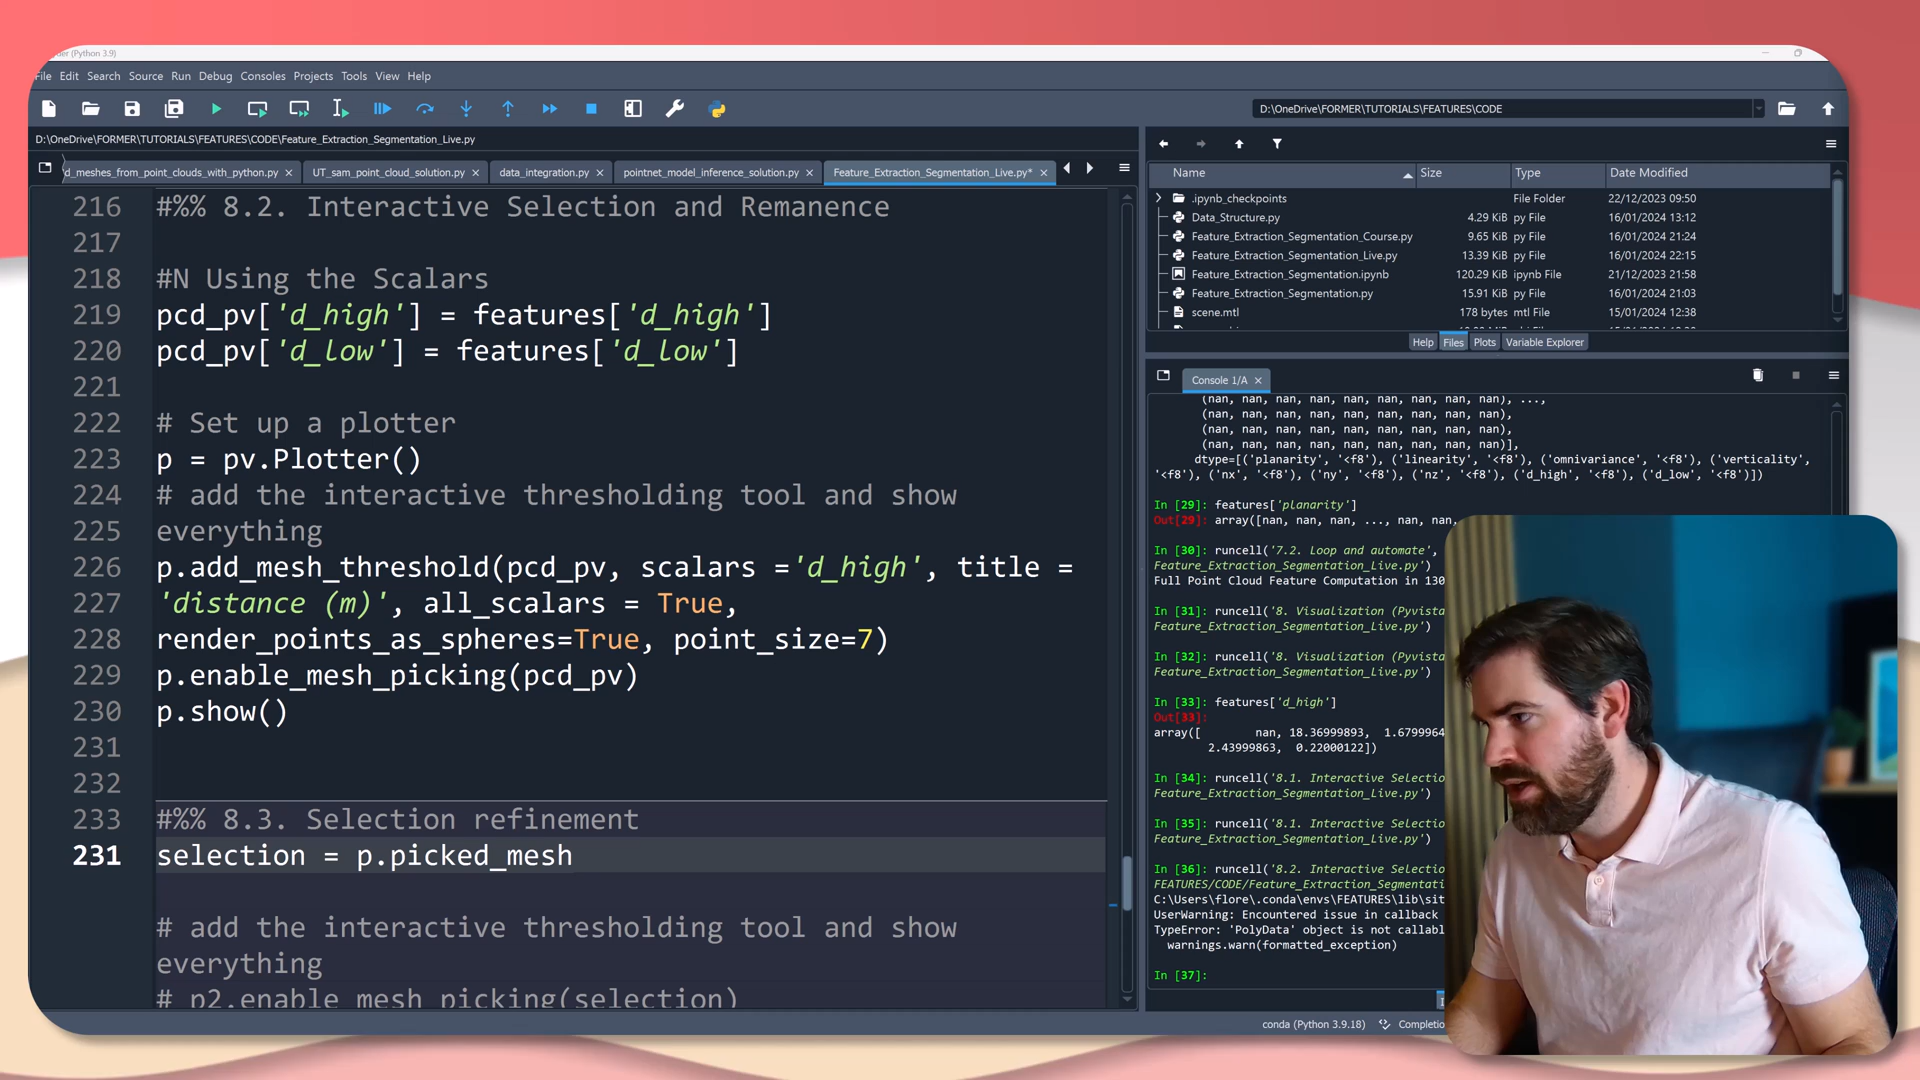 (Python 3.9)
File Edit Search Source Run Debug Consoles Projects Tools View Help
D:\OneDrive\FORMER\TUTORIALS\FEATURES\CODE
D:\OneDrive\FORMER\TUTORIALS\FEATURES\CODE\Feature_Extraction_Segmentation_Live.py
d_meshes_from_point_clouds_with_python.py
UT_sam_point_cloud_solution.py
data_integration.py
pointnet_model_inference_solution.py
Feature_Extraction_Segmentation_Live.py*
216 #%% 8.2. Interactive Selection and Remanence
217
218 #N Using the Scalars
219 pcd_pv['d_high'] = features['d_high']
220 pcd_pv['d_low'] = features['d_low']
221
222 # Set up a plotter
223 p = pv.Plotter()
224 # add the interactive thresholding tool and show
225 everything
226 p.add_mesh_threshold(pcd_pv, scalars ='d_high', title =
227 'distance (m)', all_scalars = True,
228 render_points_as_spheres=True, point_size=7)
229 p.enable_mesh_picking(pcd_pv)
230 p.show()
231
232
233 #%% 8.3. Selection refinement
231 selection = p.picked_mesh
# add the interactive thresholding tool and show
everything
# p2.enable_mesh_picking(selection)
Name Size Type Date Modified
.ipynb_checkpoints File Folder 22/12/2023 09:50
Data_Structure.py 4.29 KiB py File 16/01/2024 13:12
Feature_Extraction_Segmentation_Course.py 9.65 KiB py File 16/01/2024 21:24
Feature_Extraction_Segmentation_Live.py 13.39 KiB py File 16/01/2024 22:15
Feature_Extraction_Segmentation.ipynb 120.29 KiB ipynb File 21/12/2023 21:58
Feature_Extraction_Segmentation.py 15.91 KiB py File 16/01/2024 21:03
scene.mtl 178 bytes mtl File 15/01/2024 12:38
Help Files Plots Variable Explorer
Console 1/A
(nan, nan, nan, nan, nan, nan, nan, nan, nan), ...,
(nan, nan, nan, nan, nan, nan, nan, nan, nan),
(nan, nan, nan, nan, nan, nan, nan, nan, nan),
(nan, nan, nan, nan, nan, nan, nan, nan, nan)],
dtype=[('planarity', '<f8'), ('linearity', '<f8'), ('omnivariance', '<f8'), ('verticality',
'<f8'), ('nx', '<f8'), ('ny', '<f8'), ('nz', '<f8'), ('d_high', '<f8'), ('d_low', '<f8')])
In [29]: features['planarity']
Out[29]: array([nan, nan, nan, ..., nan, nan,
In [30]: runcell('7.2. Loop and automate',
Feature_Extraction_Segmentation_Live.py')
Full Point Cloud Feature Computation in 130
In [31]: runcell('8. Visualization (Pyvista
Feature_Extraction_Segmentation_Live.py')
In [32]: runcell('8. Visualization (Pyvista
Feature_Extraction_Segmentation_Live.py')
In [33]: features['d_high']
Out[33]:
array([ nan, 18.36999893, 1.6799964
2.43999863, 0.22000122])
In [34]: runcell('8.1. Interactive Selectio
Feature_Extraction_Segmentation_Live.py')
In [35]: runcell('8.1. Interactive Selectio
Feature_Extraction_Segmentation_Live.py')
In [36]: runcell('8.2. Interactive Selectio
FEATURES/CODE/Feature_Extraction_Segmentati
C:\Users\flore\.conda\envs\FEATURES\lib\sit
UserWarning: Encountered issue in callback
TypeError: 'PolyData' object is not callabl
warnings.warn(formatted_exception)
In [37]:
conda (Python 3.9.18) Completio